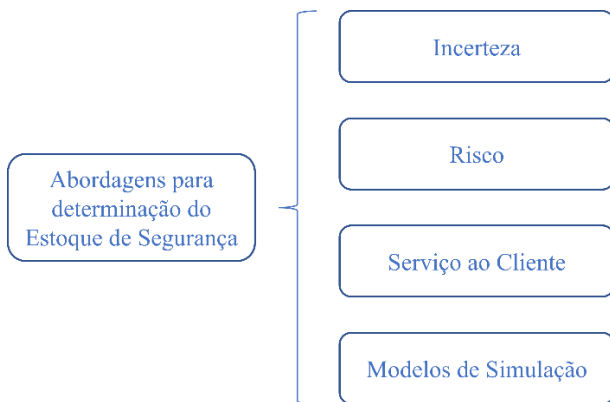 Incerteza
Risco
Abordagens para
determinação do
Estoque de Segurança
Serviço ao Cliente
Modelos de Simulação